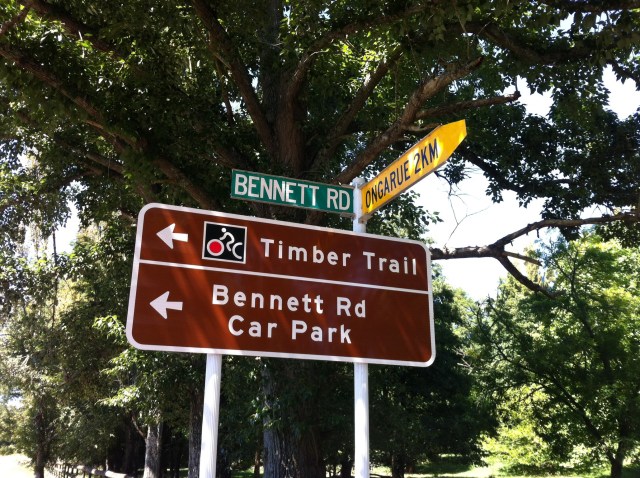 BENNETT RD
ONGARUE 2KM
Timber Trail
Bennett Rd
Car Park